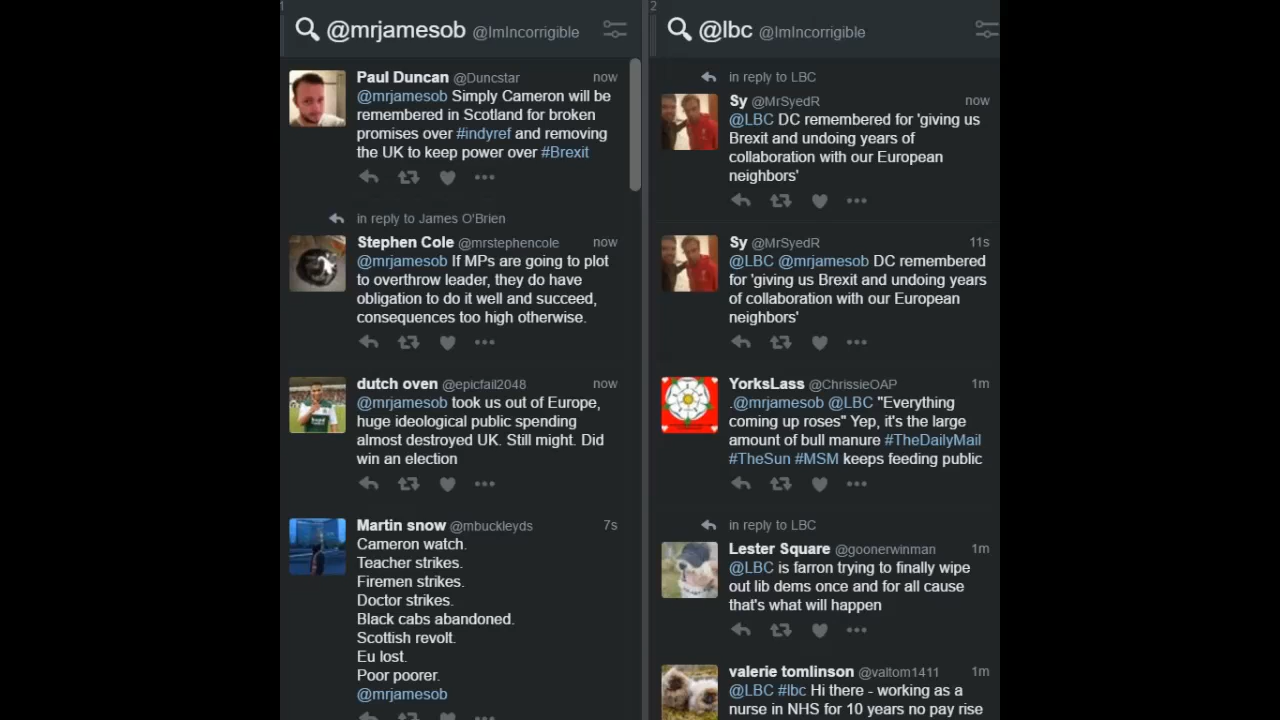 1
@mrjamesob @ImIncorrigible
Paul Duncan @Duncstar now
@mrjamesob Simply Cameron will be
remembered in Scotland for broken
promises over #indyref and removing
the UK to keep power over #Brexit
in reply to James O'Brien
Stephen Cole @mrstephencole now
@mrjamesob If MPs are going to plot
to overthrow leader, they do have
obligation to do it well and succeed,
consequences too high otherwise.
dutch oven @epicfail2048 now
@mrjamesob took us out of Europe,
huge ideological public spending
almost destroyed UK. Still might. Did
win an election
Martin snow @mbuckleyds 7s
Cameron watch.
Teacher strikes.
Firemen strikes.
Doctor strikes.
Black cabs abandoned.
Scottish revolt.
Eu lost.
Poor poorer.
@mrjamesob
2
@lbc @ImIncorrigible
in reply to LBC
Sy @MrSyedR now
@LBC DC remembered for 'giving us
Brexit and undoing years of
collaboration with our European
neighbors'
Sy @MrSyedR 11s
@LBC @mrjamesob DC remembered
for 'giving us Brexit and undoing years
of collaboration with our European
neighbors'
YorksLass @ChrissieOAP 1m
.@mrjamesob @LBC "Everything
coming up roses" Yep, it's the large
amount of bull manure #TheDailyMail
#TheSun #MSM keeps feeding public
in reply to LBC
Lester Square @goonerwinman 1m
@LBC is farron trying to finally wipe
out lib dems once and for all cause
that's what will happen
valerie tomlinson @valtom1411 1m
@LBC #lbc Hi there - working as a
nurse in NHS for 10 years no pay rise